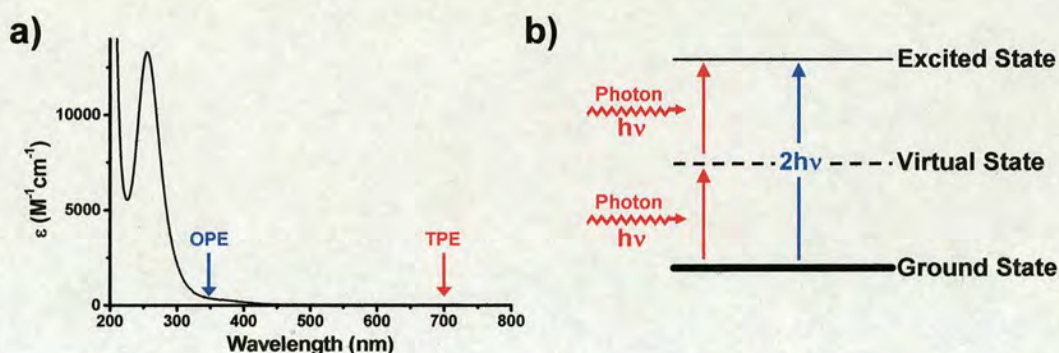 a)
ε (M⁻¹cm⁻¹)
10000
5000
0
OPE
TPE
200 300 400 500 600 700 800
Wavelength (nm)
b)
Excited State
Photon
hν
2hν
Virtual State
Photon
hν
Ground State